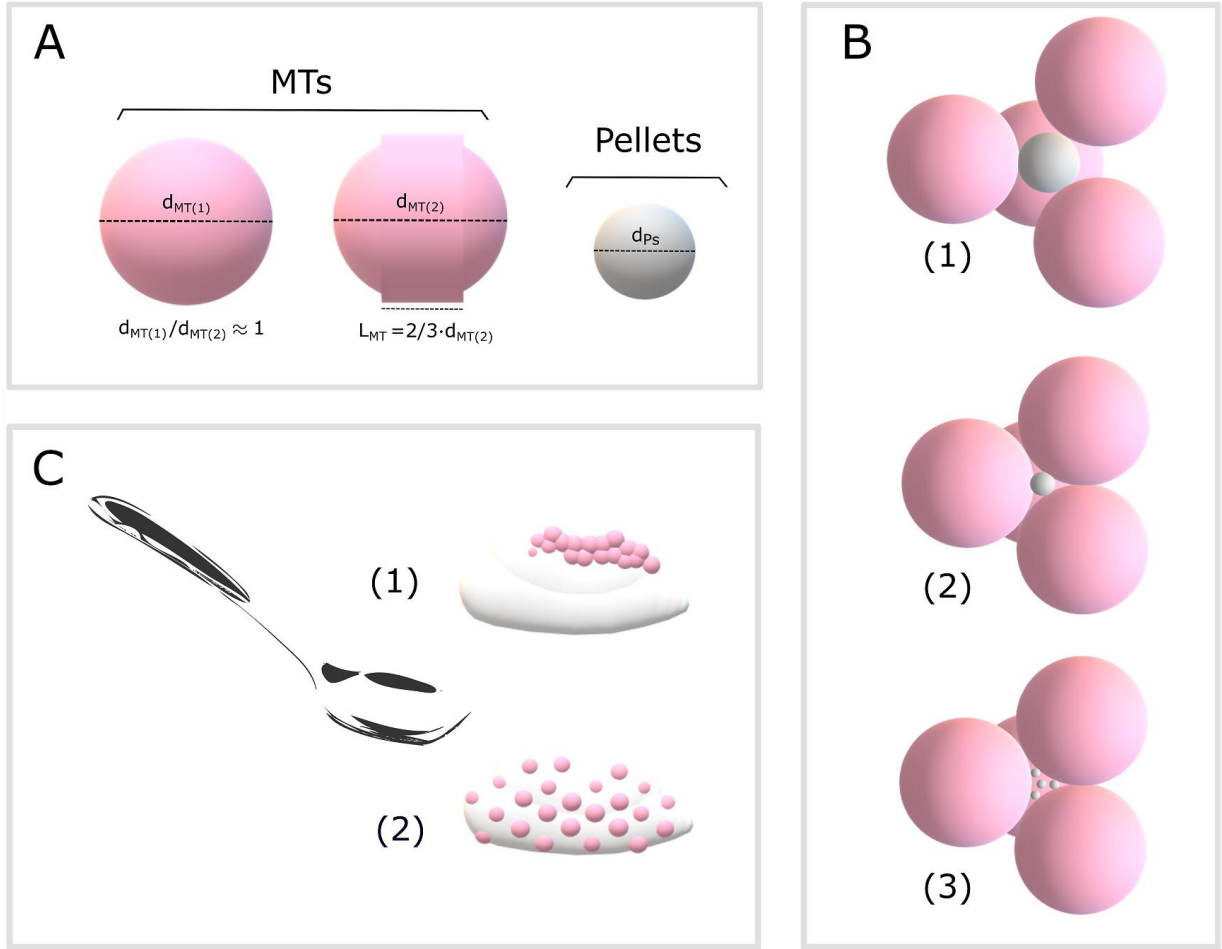 A
MTs
Pellets
dMT(1)
dMT(2)
dPs
dMT(1)/dMT(2) ≈ 1
LMT =2/3·dMT(2)
B
(1)
(2)
(3)
C
(1)
(2)